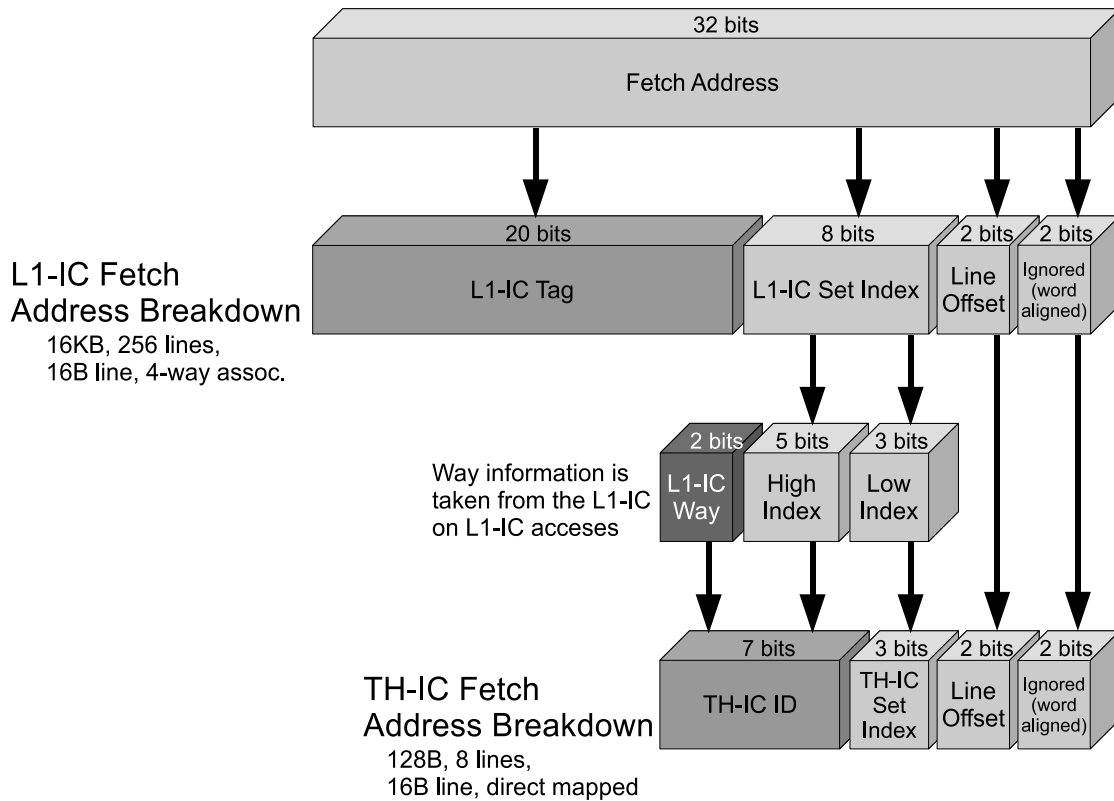 32 bits
Fetch Address
20 bits
8 bits
2 bits
2 bits
L1-IC Tag
L1-IC Set Index
Line
Offset
Ignored
(word
aligned)
L1-IC Fetch
Address Breakdown
16KB, 256 lines,
16B line, 4-way assoc.
2 bits
5 bits
3 bits
L1-IC
Way
High
Index
Low
Index
Way information is
taken from the L1-IC
on L1-IC acceses
7 bits
3 bits
2 bits
2 bits
TH-IC ID
TH-IC
Set
Index
Line
Offset
Ignored
(word
aligned)
TH-IC Fetch
Address Breakdown
128B, 8 lines,
16B line, direct mapped